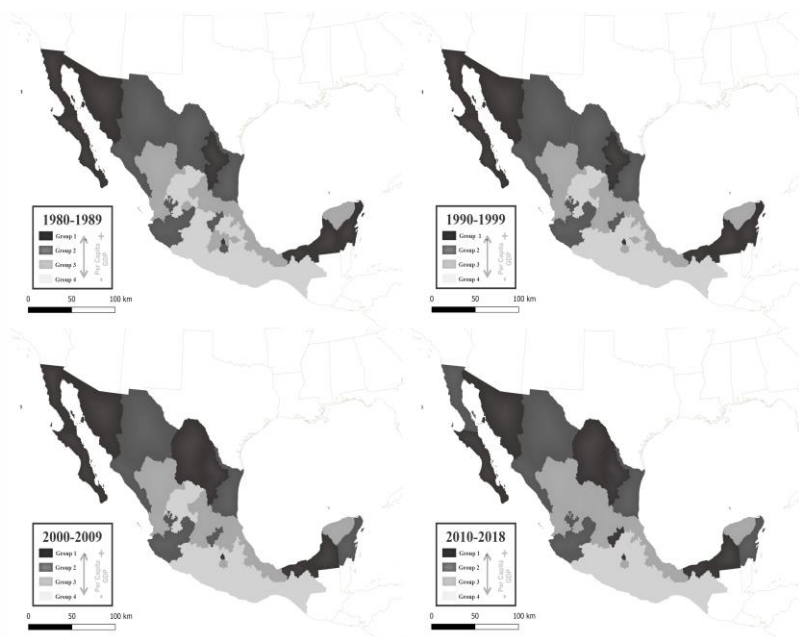 1980-1989
Group 1
Group 2
Group 3
Group 4
+
Per Capita
GDP
-
0 50 100 km
1990-1999
Group 1
Group 2
Group 3
Group 4
+
Per Capita
GDP
-
0 50 100 km
2000-2009
Group 1
Group 2
Group 3
Group 4
+
Per Capita
GDP
-
0 50 100 km
2010-2018
Group 1
Group 2
Group 3
Group 4
+
Per Capita
GDP
-
0 50 100 km